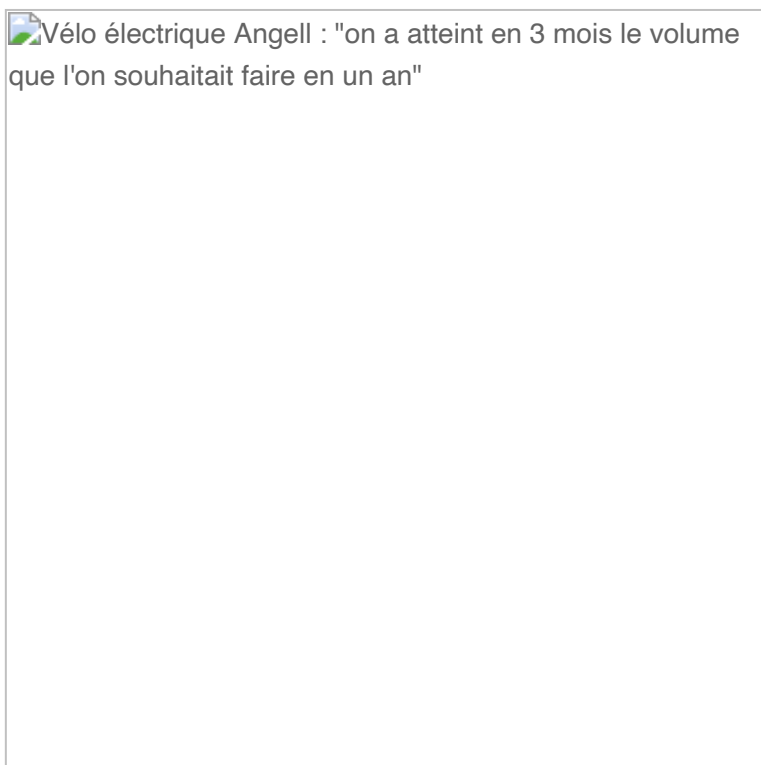 Vélo électrique Angell : "on a atteint en 3 mois le volume
que l'on souhaitait faire en un an"